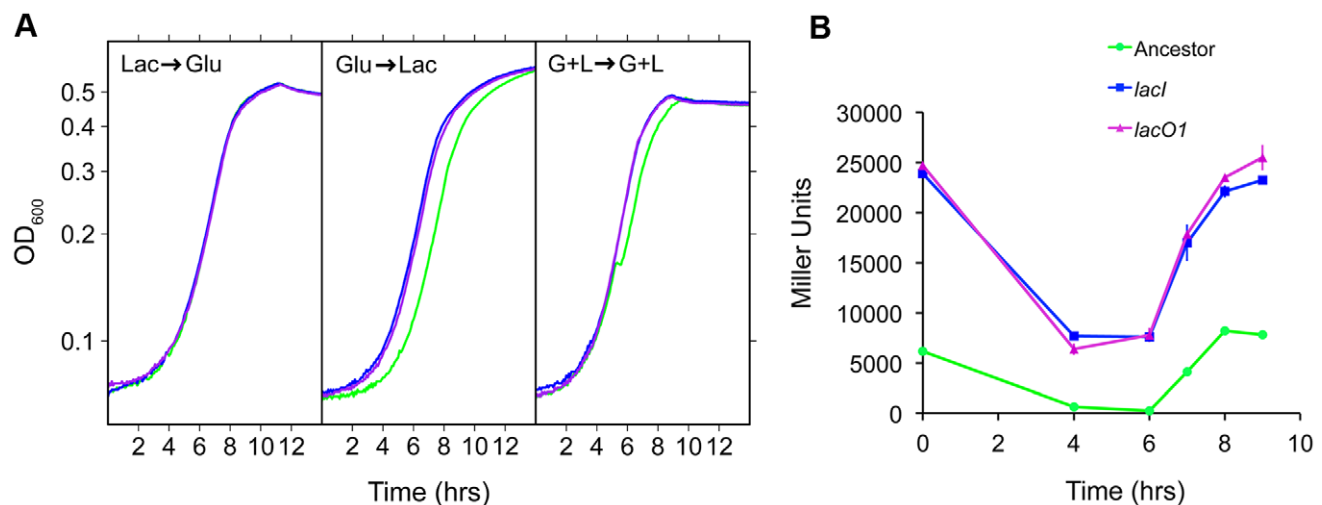 A
Lac→Glu
Glu→Lac
G+L→G+L
0.5
0.4
0.3
0.2
0.1
OD600
2 4 6 8 10 12
2 4 6 8 10 12
2 4 6 8 10 12
Time (hrs)
B
Ancestor
lacI
lacO1
30000
25000
20000
15000
10000
5000
0
Miller Units
0 2 4 6 8 10
Time (hrs)